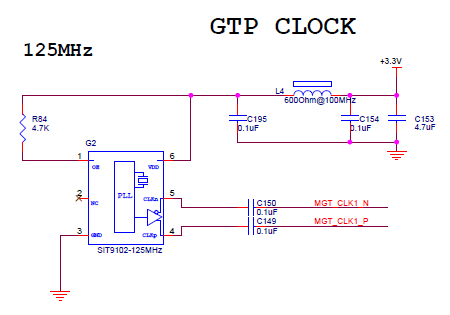 GTP CLOCK
125MHz
+3.3V
L4
600Ohm@100MHz
R84
4.7K
C195
0.1uF
C154
0.1uF
C153
4.7uF
G2
1
OE
VDD
6
PLL
2
NC
CLKn
5
C150
0.1uF
MGT_CLK1_N
3
GND
CLKp
4
C149
0.1uF
MGT_CLK1_P
SIT9102-125MHz